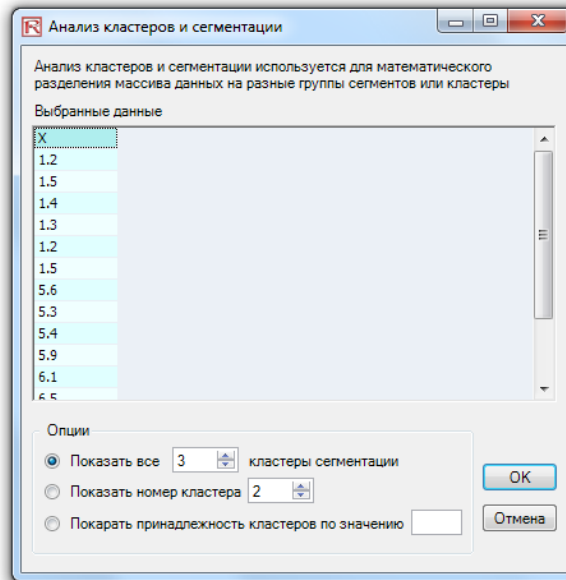 Анализ кластеров и сегментации
Анализ кластеров и сегментации используется для математического
разделения массива данных на разные группы сегментов или кластеры
Выбранные данные
X
1.2
1.5
1.4
1.3
1.2
1.5
5.6
5.3
5.4
5.9
6.1
6.5
Опции
Показать все 3 кластеры сегментации
Показать номер кластера 2
Покарать принадлежность кластеров по значению
OK
Отмена